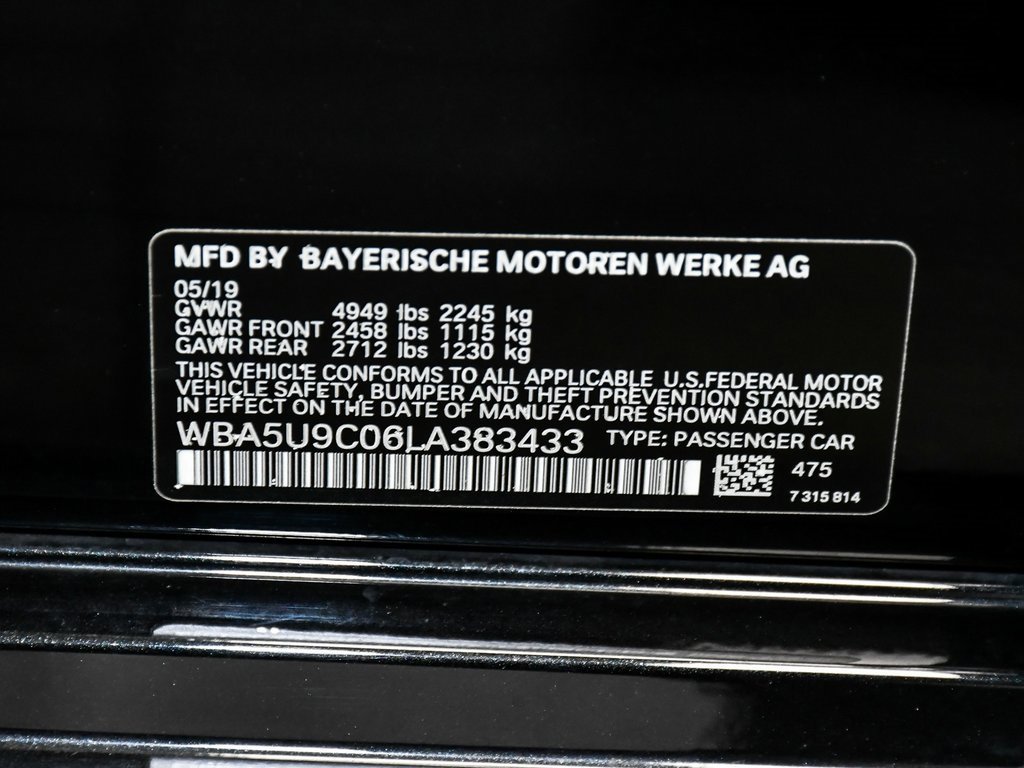 MFD BY BAYERISCHE MOTOREN WERKE AG
05/19
GVWR 4949 lbs 2245 kg
GAWR FRONT 2458 lbs 1115 kg
GAWR REAR 2712 lbs 1230 kg
THIS VEHICLE CONFORMS TO ALL APPLICABLE U.S.FEDERAL MOTOR
VEHICLE SAFETY, BUMPER AND THEFT PREVENTION STANDARDS
IN EFFECT ON THE DATE OF MANUFACTURE SHOWN ABOVE.
WBA5U9C06LA383433 TYPE: PASSENGER CAR
475
7 315 814